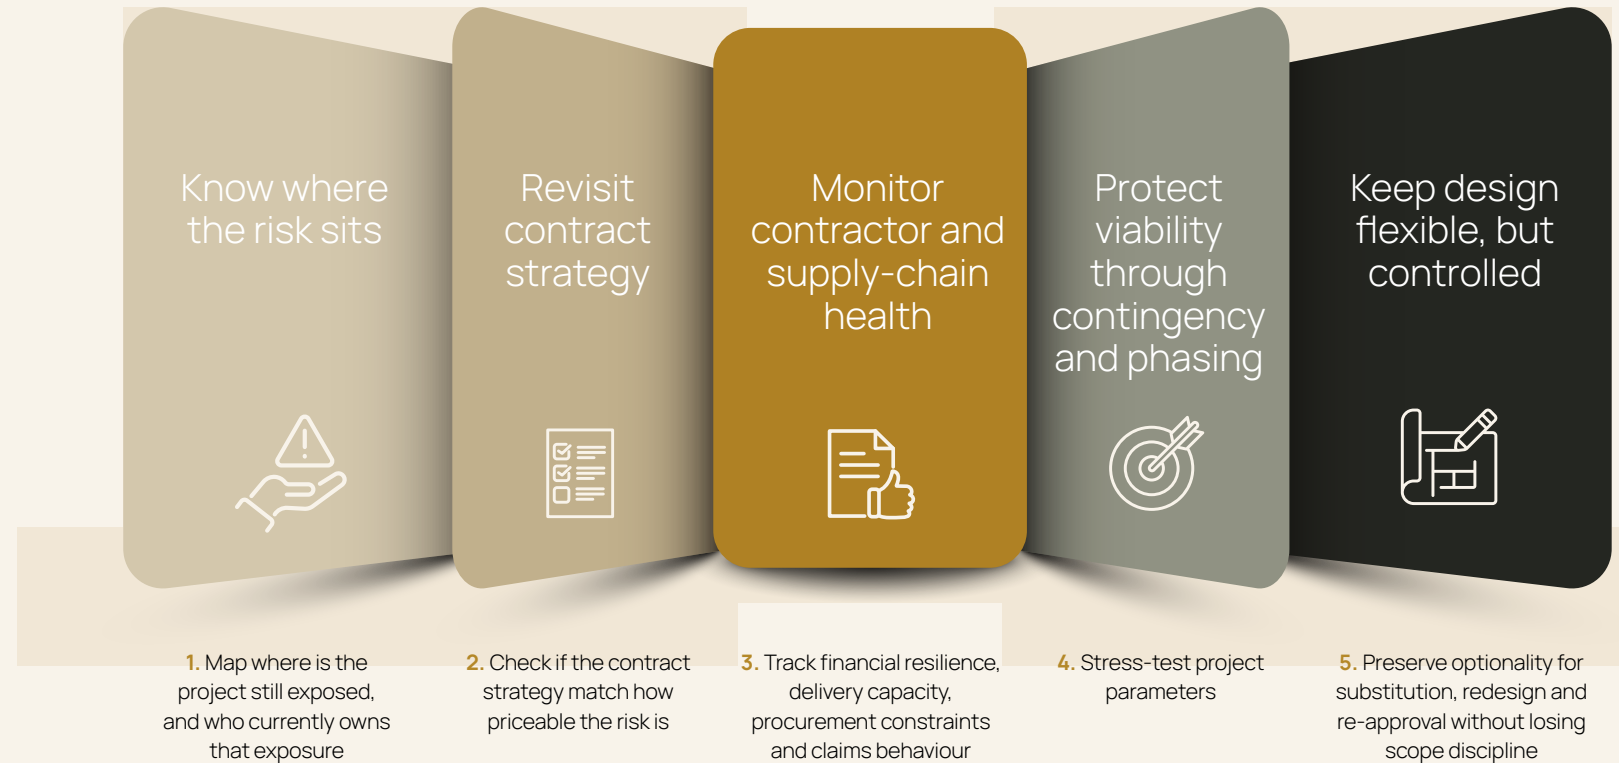 Know where
the risk sits
Revisit
contract
strategy
Monitor
contractor and
supply-chain
health
Protect
viability
through
contingency
and phasing
Keep design
flexible, but
controlled
1. Map where is the
project still exposed,
and who currently owns
that exposure
2. Check if the contract
strategy match how
priceable the risk is
3. Track financial resilience,
delivery capacity,
procurement constraints
and claims behaviour
4. Stress-test project
parameters
5. Preserve optionality for
substitution, redesign and
re-approval without losing
scope discipline